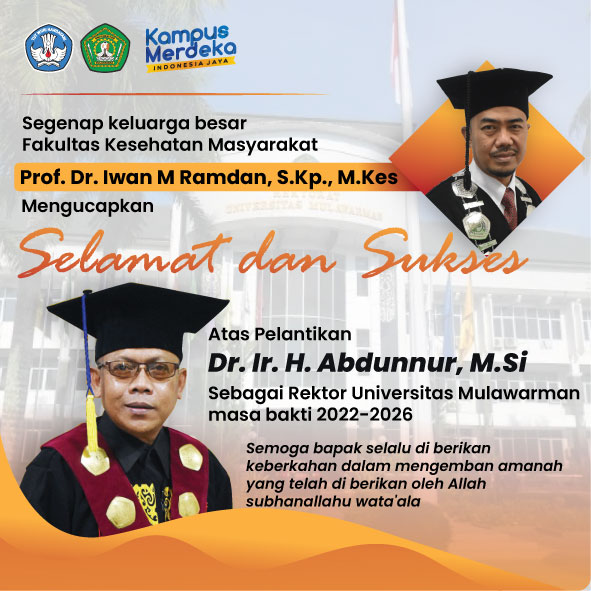 Kampus
Merdeka
INDONESIA JAYA
Segenap keluarga besar
Fakultas Kesehatan Masyarakat
Prof. Dr. Iwan M Ramdan, S.Kp., M.Kes
Mengucapkan
UNIVERSITAS MULAWARMAN
Selamat dan Sukses
Atas Pelantikan
Dr. Ir. H. Abdunnur, M.Si
Sebagai Rektor Universitas Mulawarman
masa bakti 2022-2026
Semoga bapak selalu di berikan
keberkahan dalam mengemban amanah
yang telah di berikan oleh Allah
subhanallahu wata'ala